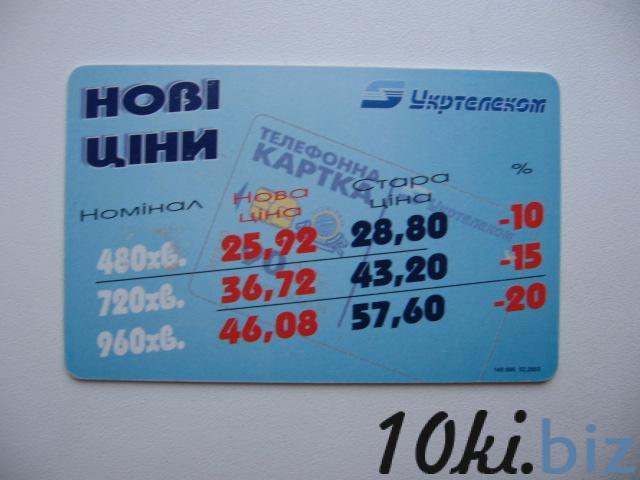 НОВІ
ЦІНИ
Укртелеком
ТЕЛЕФОННА
КАРТКА
Укртелеком
Номінал Нова ціна Стара ціна %
480хв. 25,92 28,80 -10
720хв. 36,72 43,20 -15
960хв. 46,08 57,60 -20
10ki.biz